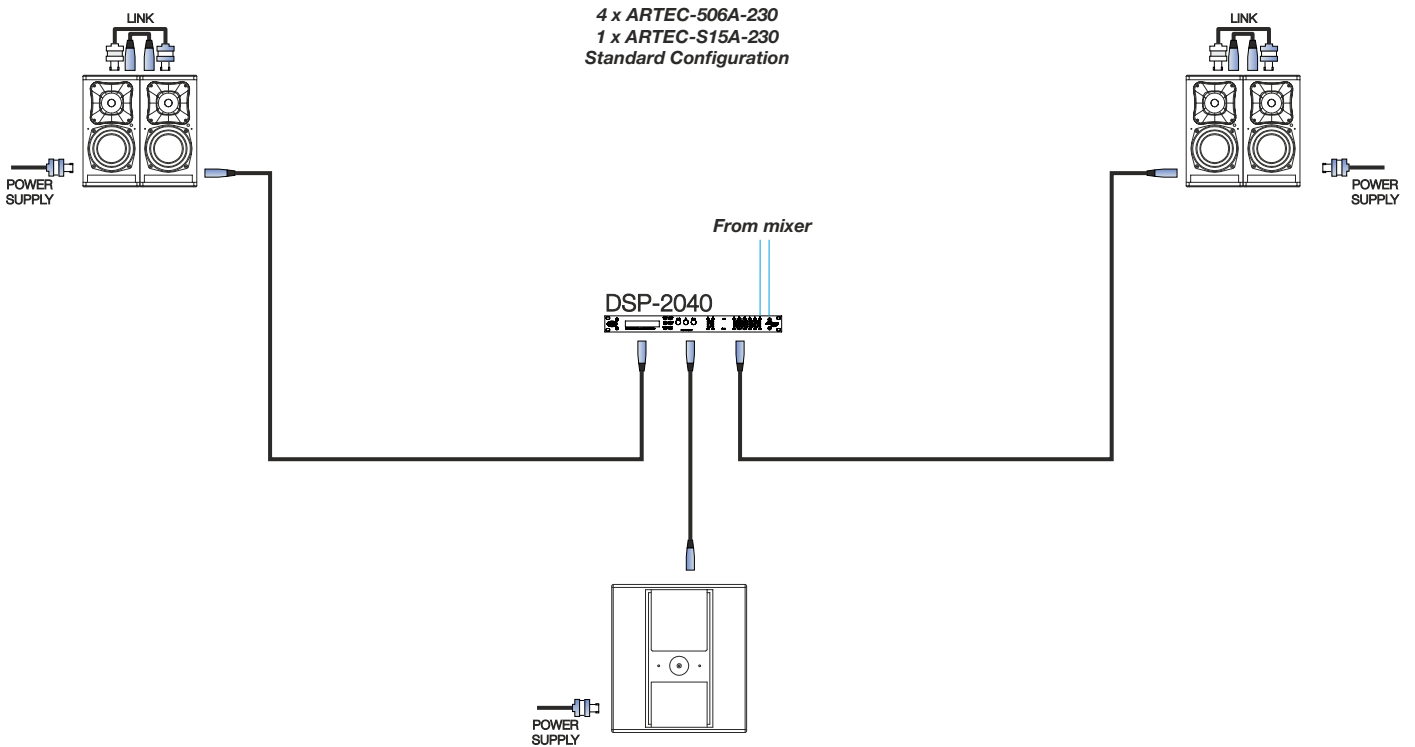 4 x ARTEC-506A-230
1 x ARTEC-S15A-230
Standard Configuration
LINK
LINK
POWER
SUPPLY
POWER
SUPPLY
From mixer
DSP-2040
POWER
SUPPLY